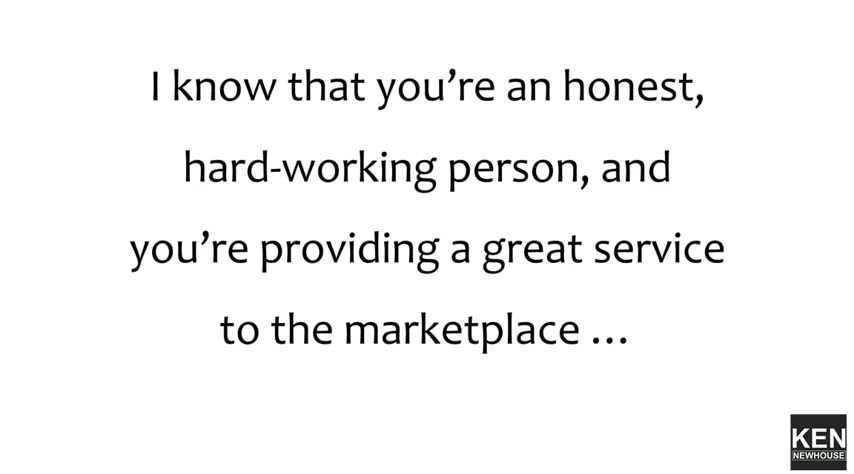 I know that you’re an honest,
hard-working person, and
you’re providing a great service
to the marketplace …
KEN
NEWHOUSE